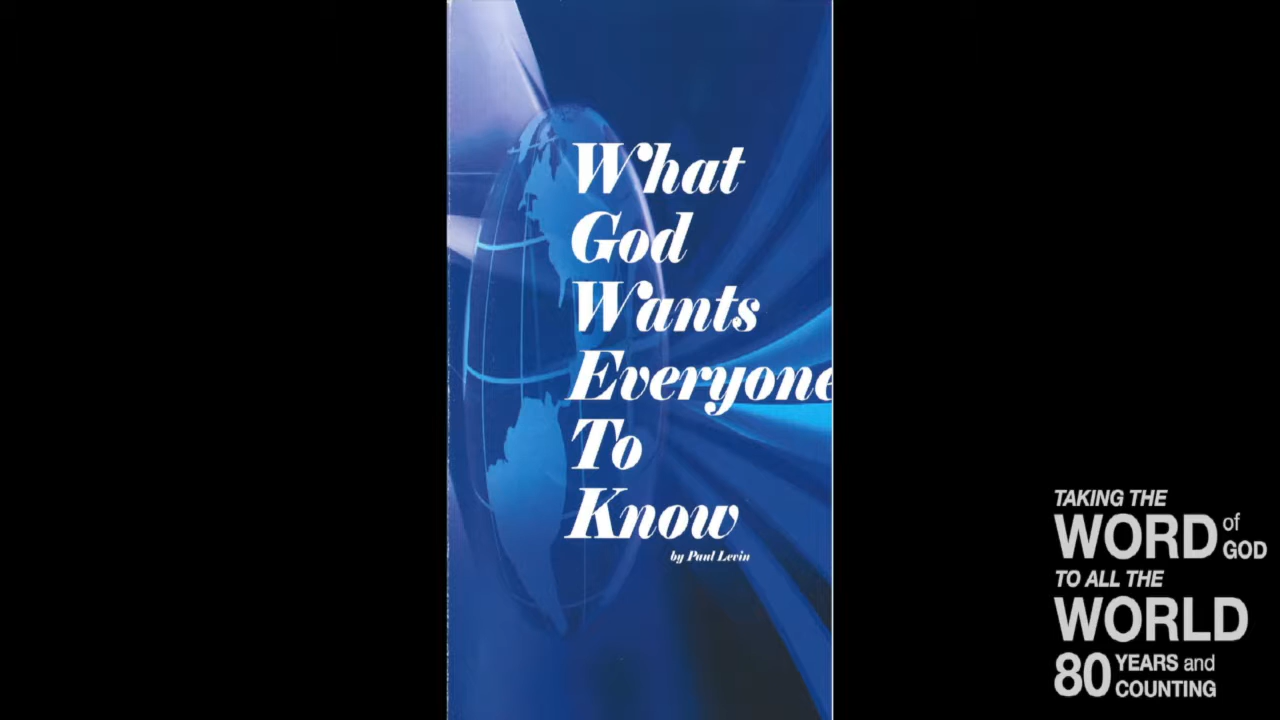 What
God
Wants
Everyone
To
Know
by Paul Levin
TAKING THE
WORD of GOD
TO ALL THE
WORLD
80 YEARS and COUNTING